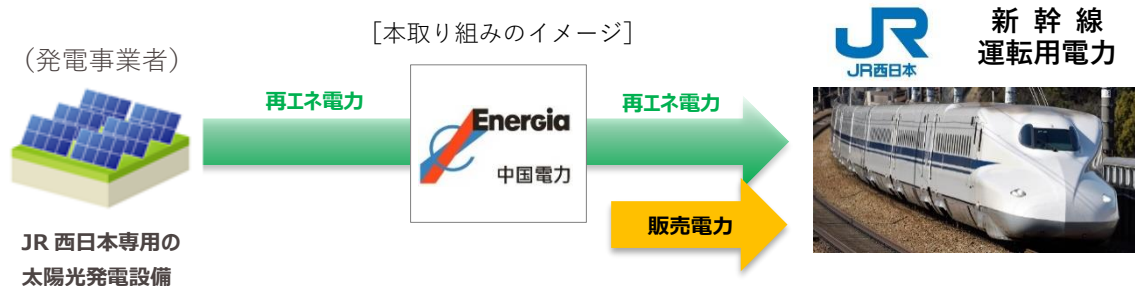 [本取り組みのイメージ]
(発電事業者)
再エネ電力
Energia
中国電力
再エネ電力
販売電力
JR
JR西日本
新幹線
運転用電力
JR 西日本専用の
太陽光発電設備